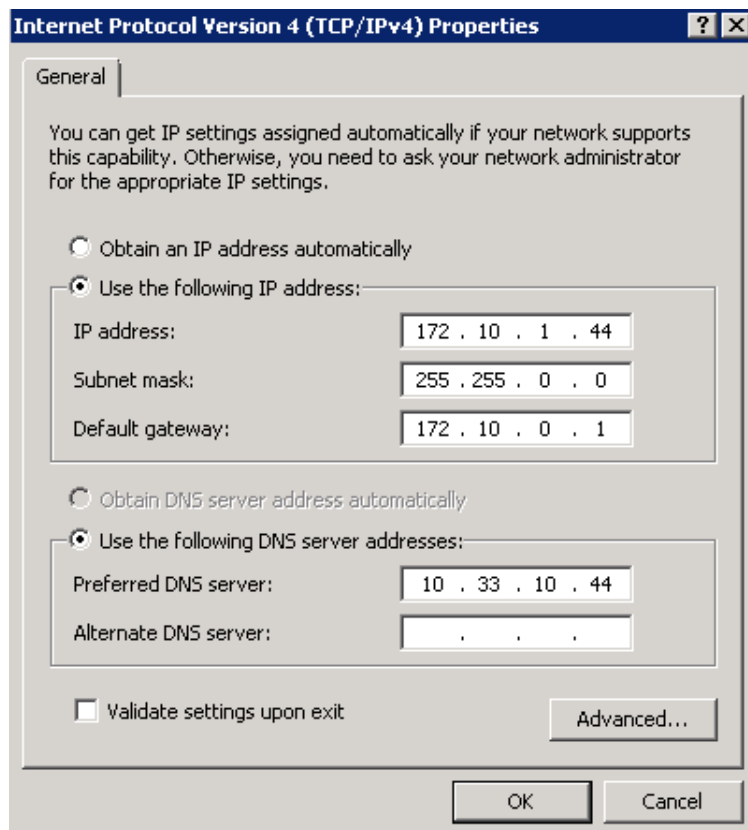 Internet Protocol Version 4 (TCP/IPv4) Properties
General
You can get IP settings assigned automatically if your network supports
this capability. Otherwise, you need to ask your network administrator
for the appropriate IP settings.
Obtain an IP address automatically
Use the following IP address:
IP address: 172 . 10 . 1 . 44
Subnet mask: 255 . 255 . 0 . 0
Default gateway: 172 . 10 . 0 . 1
Obtain DNS server address automatically
Use the following DNS server addresses:
Preferred DNS server: 10 . 33 . 10 . 44
Alternate DNS server: . . .
Validate settings upon exit
Advanced...
OK Cancel